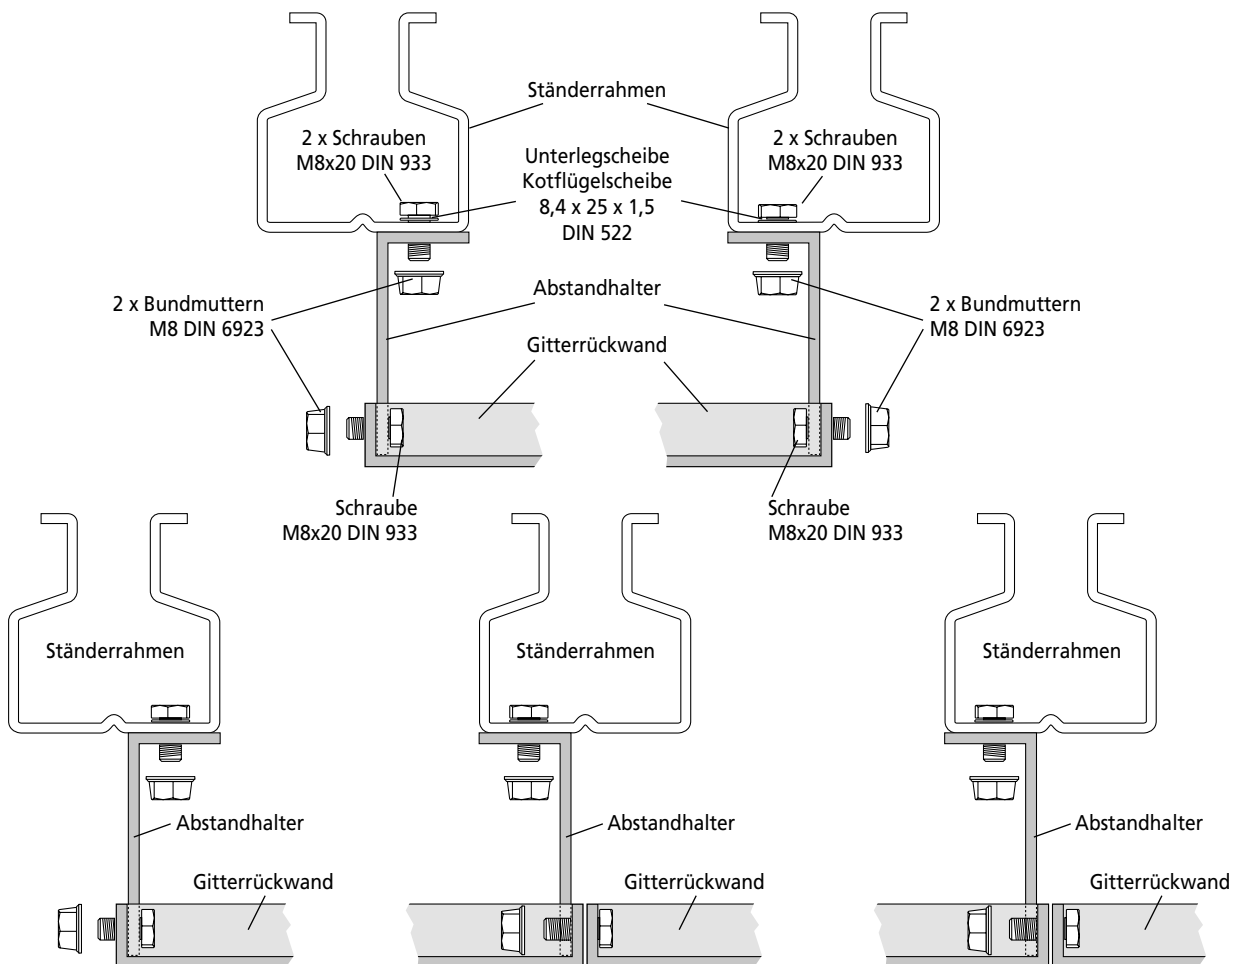 Ständerrahmen
2 x Schrauben
M8x20 DIN 933
2 x Schrauben
M8x20 DIN 933
Unterlegscheibe
Kotflügelscheibe
8,4 x 25 x 1,5
DIN 522
2 x Bundmuttern
M8 DIN 6923
Abstandhalter
2 x Bundmuttern
M8 DIN 6923
Gitterrückwand
Schraube
M8x20 DIN 933
Schraube
M8x20 DIN 933
Ständerrahmen
Ständerrahmen
Ständerrahmen
Abstandhalter
Abstandhalter
Abstandhalter
Gitterrückwand
Gitterrückwand
Gitterrückwand